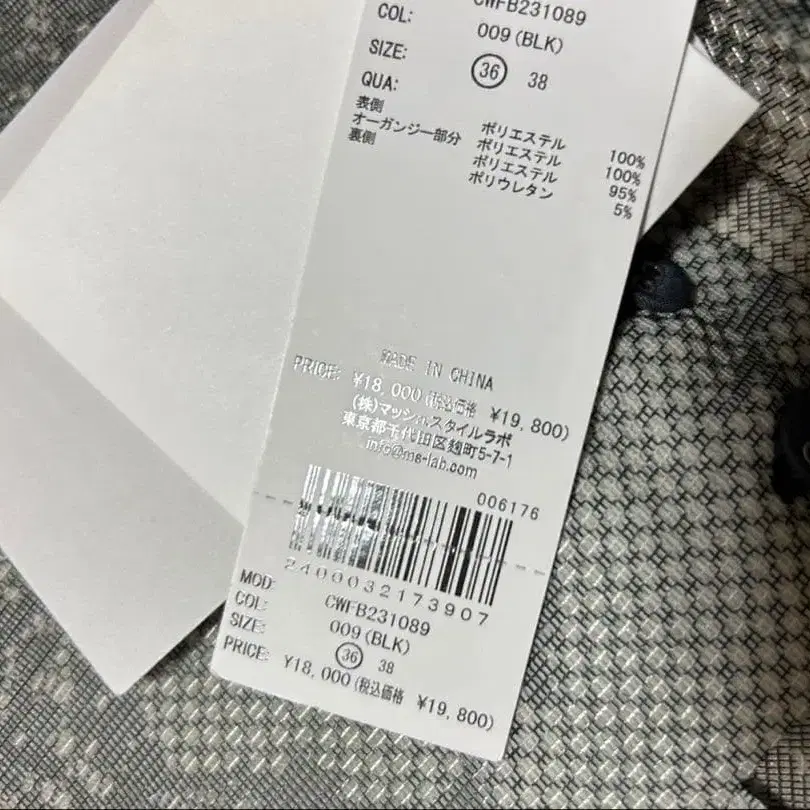 CWFB231089
COL: 009(BLK)
SIZE: 36 38
QUA:
表側 ポリエステル 100%
オーガンジー部分 ポリエステル 100%
裏側 ポリエステル 95%
ポリウレタン 5%
MADE IN CHINA
PRICE: ¥18,000(税込価格 ¥19,800)
(株)マッシュスタイルラボ
東京都千代田区麹町5-7-1
info@ms-lab.com
006176
2400032173907
MOD: CWFB231089
COL: 009(BLK)
SIZE: 36 38
PRICE: ¥18,000(税込価格 ¥19,800)